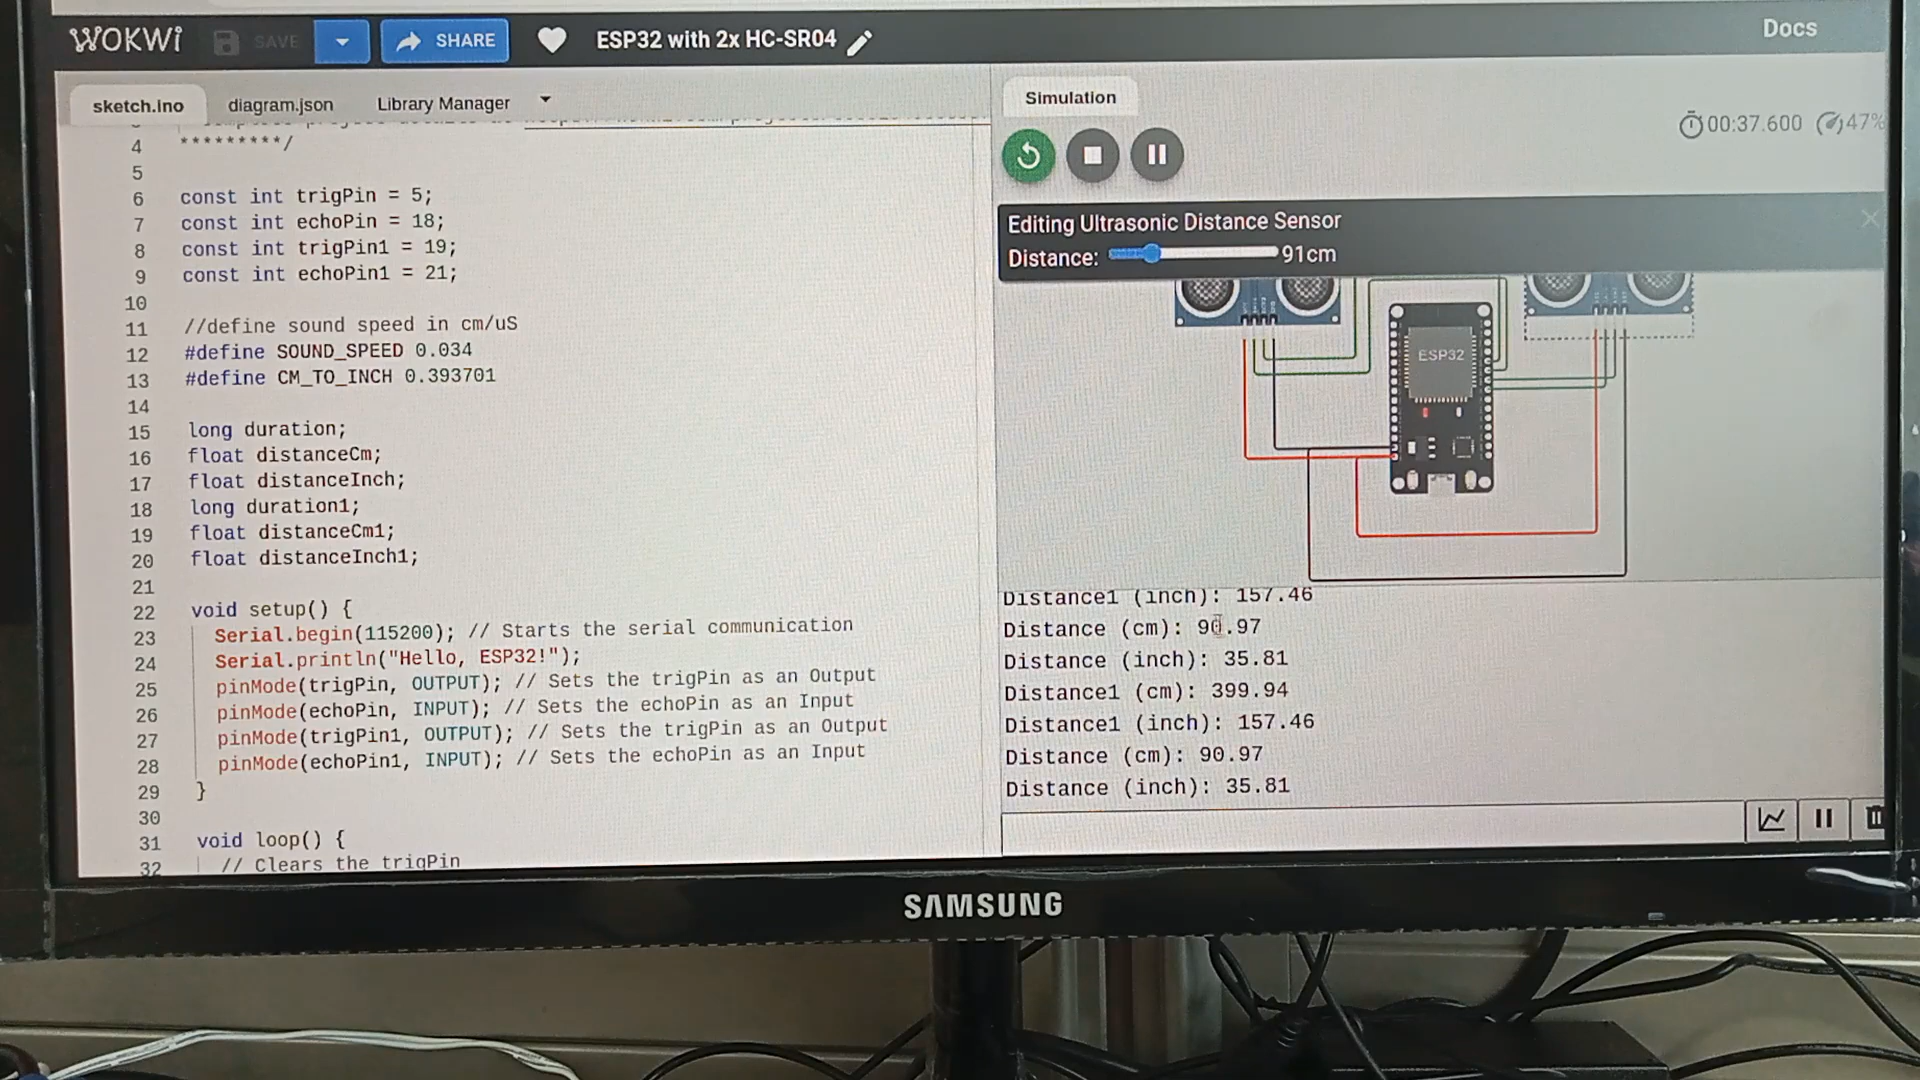 WOKWi SAVE SHARE ESP32 with 2x HC-SR04 Docs
sketch.ino diagram.json Library Manager
4 *********/
5
6 const int trigPin = 5;
7 const int echoPin = 18;
8 const int trigPin1 = 19;
9 const int echoPin1 = 21;
10
11 //define sound speed in cm/uS
12 #define SOUND_SPEED 0.034
13 #define CM_TO_INCH 0.393701
14
15 long duration;
16 float distanceCm;
17 float distanceInch;
18 long duration1;
19 float distanceCm1;
20 float distanceInch1;
21
22 void setup() {
23 Serial.begin(115200); // Starts the serial communication
24 Serial.println("Hello, ESP32!");
25 pinMode(trigPin, OUTPUT); // Sets the trigPin as an Output
26 pinMode(echoPin, INPUT); // Sets the echoPin as an Input
27 pinMode(trigPin1, OUTPUT); // Sets the trigPin as an Output
28 pinMode(echoPin1, INPUT); // Sets the echoPin as an Input
29 }
30
31 void loop() {
32 // Clears the trigPin
Simulation
00:37.600 47%
Editing Ultrasonic Distance Sensor
Distance: 91cm
ESP32
Distance1 (inch): 157.46
Distance (cm): 90.97
Distance (inch): 35.81
Distance1 (cm): 399.94
Distance1 (inch): 157.46
Distance (cm): 90.97
Distance (inch): 35.81
SAMSUNG